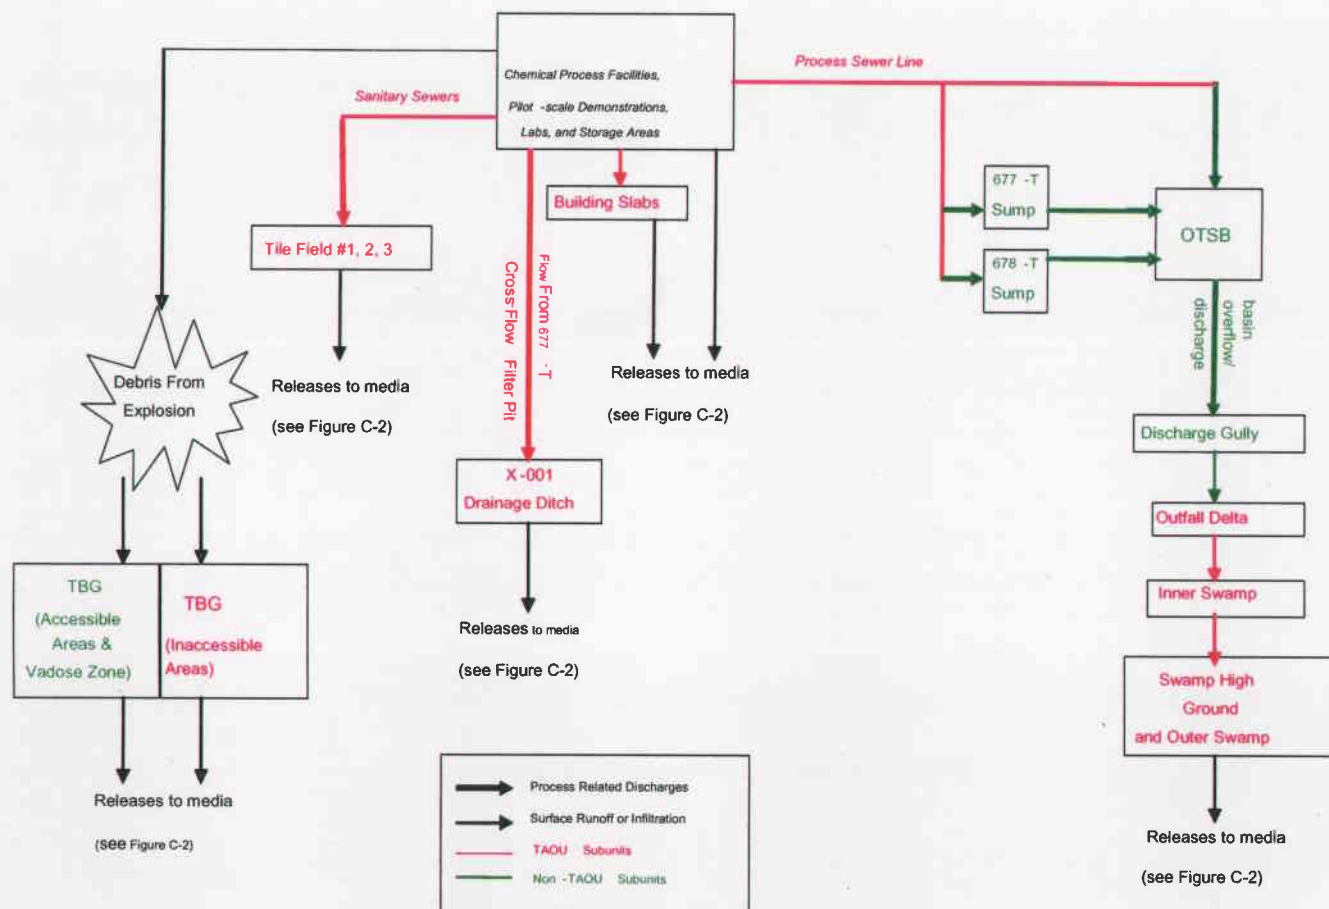 Chemical Process Facilities,
Pilot -scale Demonstrations,
Labs, and Storage Areas
Process Sewer Line
Sanitary Sewers
Building Slabs
Tile Field #1, 2, 3
Flow From 677 -T
Cross-Flow Filter Pit
677 -T
Sump
678 -T
Sump
OTSB
basin
overflow/
discharge
Debris From
Explosion
Releases to media
(see Figure C-2)
Releases to media
(see Figure C-2)
Discharge Gully
X -001
Drainage Ditch
Outfall Delta
TBG
(Accessible
Areas &
Vadose Zone)
TBG
(Inaccessible
Areas)
Inner Swamp
Releases to media
(see Figure C-2)
Swamp High
Ground
and Outer Swamp
Releases to media
(see Figure C-2)
Process Related Discharges
Surface Runoff or Infiltration
TAOU Subunits
Non -TAOU Subunits
Releases to media
(see Figure C-2)